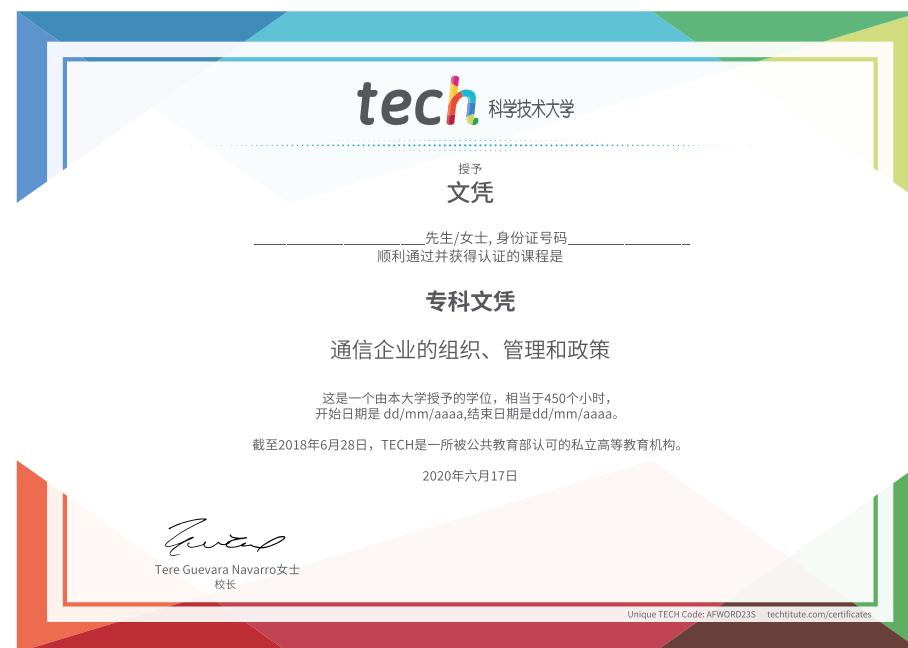 tech 科学技术大学
授予
文凭
______________________先生/女士, 身份证号码________________
顺利通过并获得认证的课程是
专科文凭
通信企业的组织、管理和政策
这是一个由本大学授予的学位，相当于450个小时，
开始日期是 dd/mm/aaaa,结束日期是dd/mm/aaaa。
截至2018年6月28日，TECH是一所被公共教育部认可的私立高等教育机构。
2020年六月17日
Tere Guevara Navarro女士
校长
Unique TECH Code: AFWORD23S techtitute.com/certificates